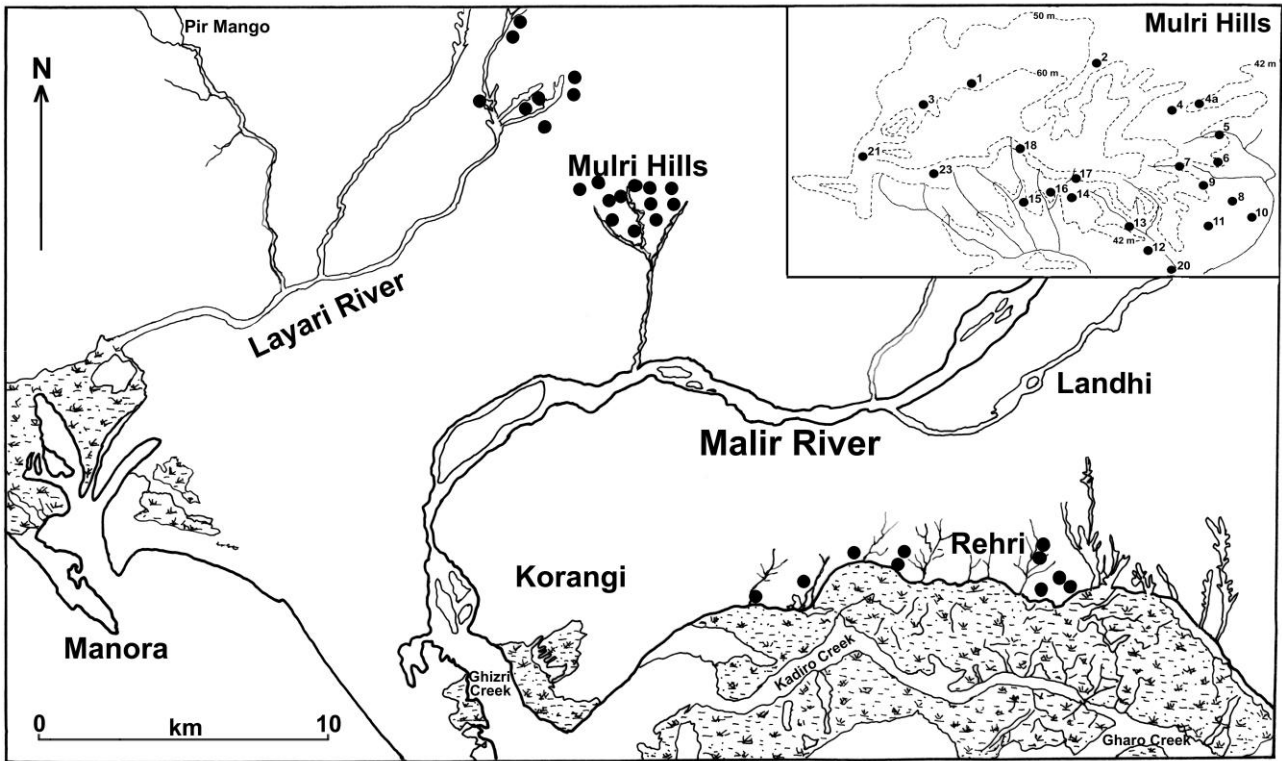 Pir Mango
N
Mulri Hills
Layari River
Malir River
Landhi
Rehri
Korangi
Manora
Ghizri
Creek
Kadiro Creek
Gharo Creek
0 km 10
Mulri Hills
50 m
60 m
42 m
42 m
1
2
3
4
4a
5
6
7
8
9
10
11
12
13
14
15
16
17
18
20
21
23